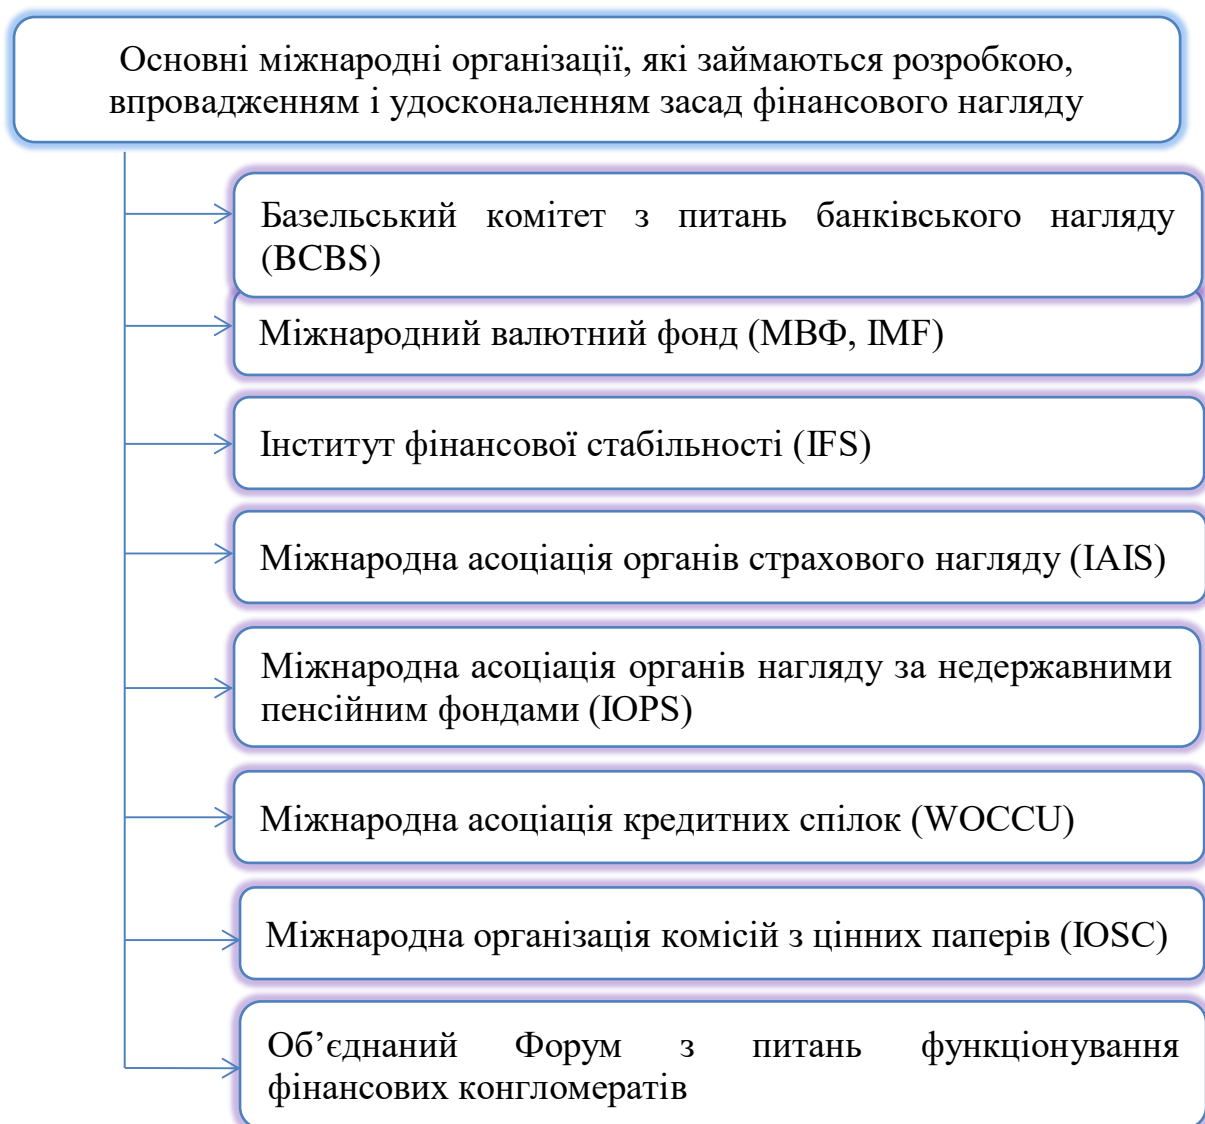 Основні міжнародні організації, які займаються розробкою,
впровадженням і удосконаленням засад фінансового нагляду
Базельський комітет з питань банківського нагляду
(BCBS)
Міжнародний валютний фонд (МВФ, IMF)
Інститут фінансової стабільності (IFS)
Міжнародна асоціація органів страхового нагляду (IAIS)
Міжнародна асоціація органів нагляду за недержавними
пенсійним фондами (IOPS)
Міжнародна асоціація кредитних спілок (WOCCU)
Міжнародна організація комісій з цінних паперів (IOSC)
Об’єднаний Форум з питань функціонування
фінансових конгломератів